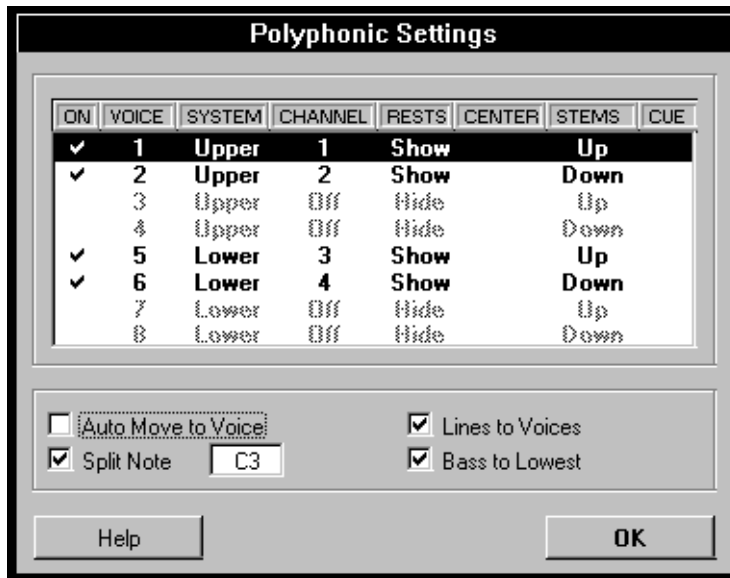 Polyphonic Settings
ON VOICE SYSTEM CHANNEL RESTS CENTER STEMS CUE
✓ 1 Upper 1 Show Up
✓ 2 Upper 2 Show Down
3 Upper Off Hide Up
4 Upper Off Hide Down
✓ 5 Lower 3 Show Up
✓ 6 Lower 4 Show Down
7 Lower Off Hide Up
8 Lower Off Hide Down
Auto Move to Voice
Lines to Voices
Split Note C3
Bass to Lowest
Help
OK